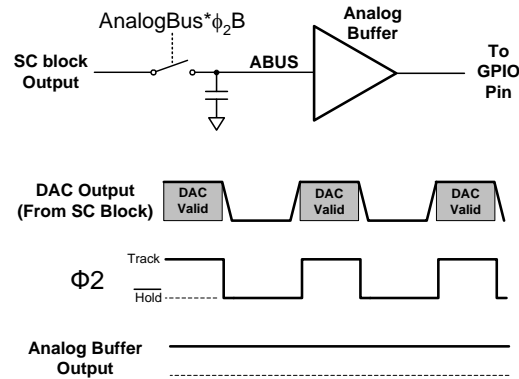 AnalogBus*ϕ₂B
Analog
Buffer
SC block
Output
ABUS
To
GPIO
Pin
DAC Output
(From SC Block)
DAC
Valid
DAC
Valid
DAC
Valid
Φ2
Track
Hold
Analog Buffer
Output